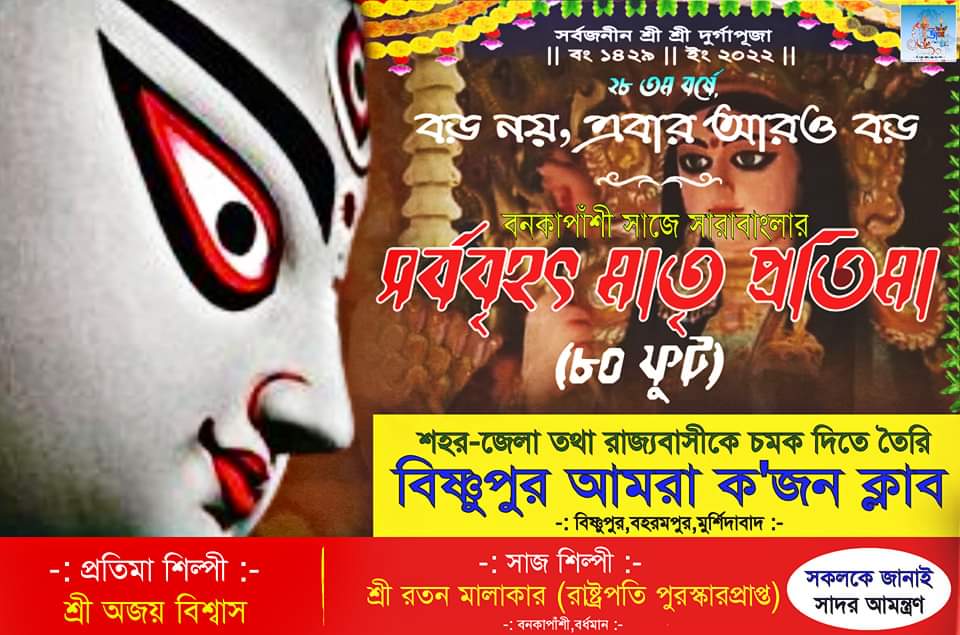 সর্বজনীন শ্রী শ্রী দুর্গাপূজা
|| বং ১৪২৯ || ইং ২০২২ ||
২৮ তম বর্ষে,
বড় নয়, এবার আরও বড়
বনকাপাঁশী সাজে সারাবাংলার
সর্ববৃহৎ মাতৃ প্রতিমা
(৮০ ফুট)
শহর-জেলা তথা রাজ্যবাসীকে চমক দিতে তৈরি
বিষ্ণুপুর আমরা ক'জন ক্লাব
-: বিষ্ণুপুর,বহরমপুর,মুর্শিদাবাদ :-
-: প্রতিমা শিল্পী :-
শ্রী অজয় বিশ্বাস
-: সাজ শিল্পী :-
শ্রী রতন মালাকার (রাষ্ট্রপতি পুরস্কারপ্রাপ্ত)
-: বনকাপাঁশী,বর্ধমান :-
সকলকে জানাই
সাদর আমন্ত্রণ